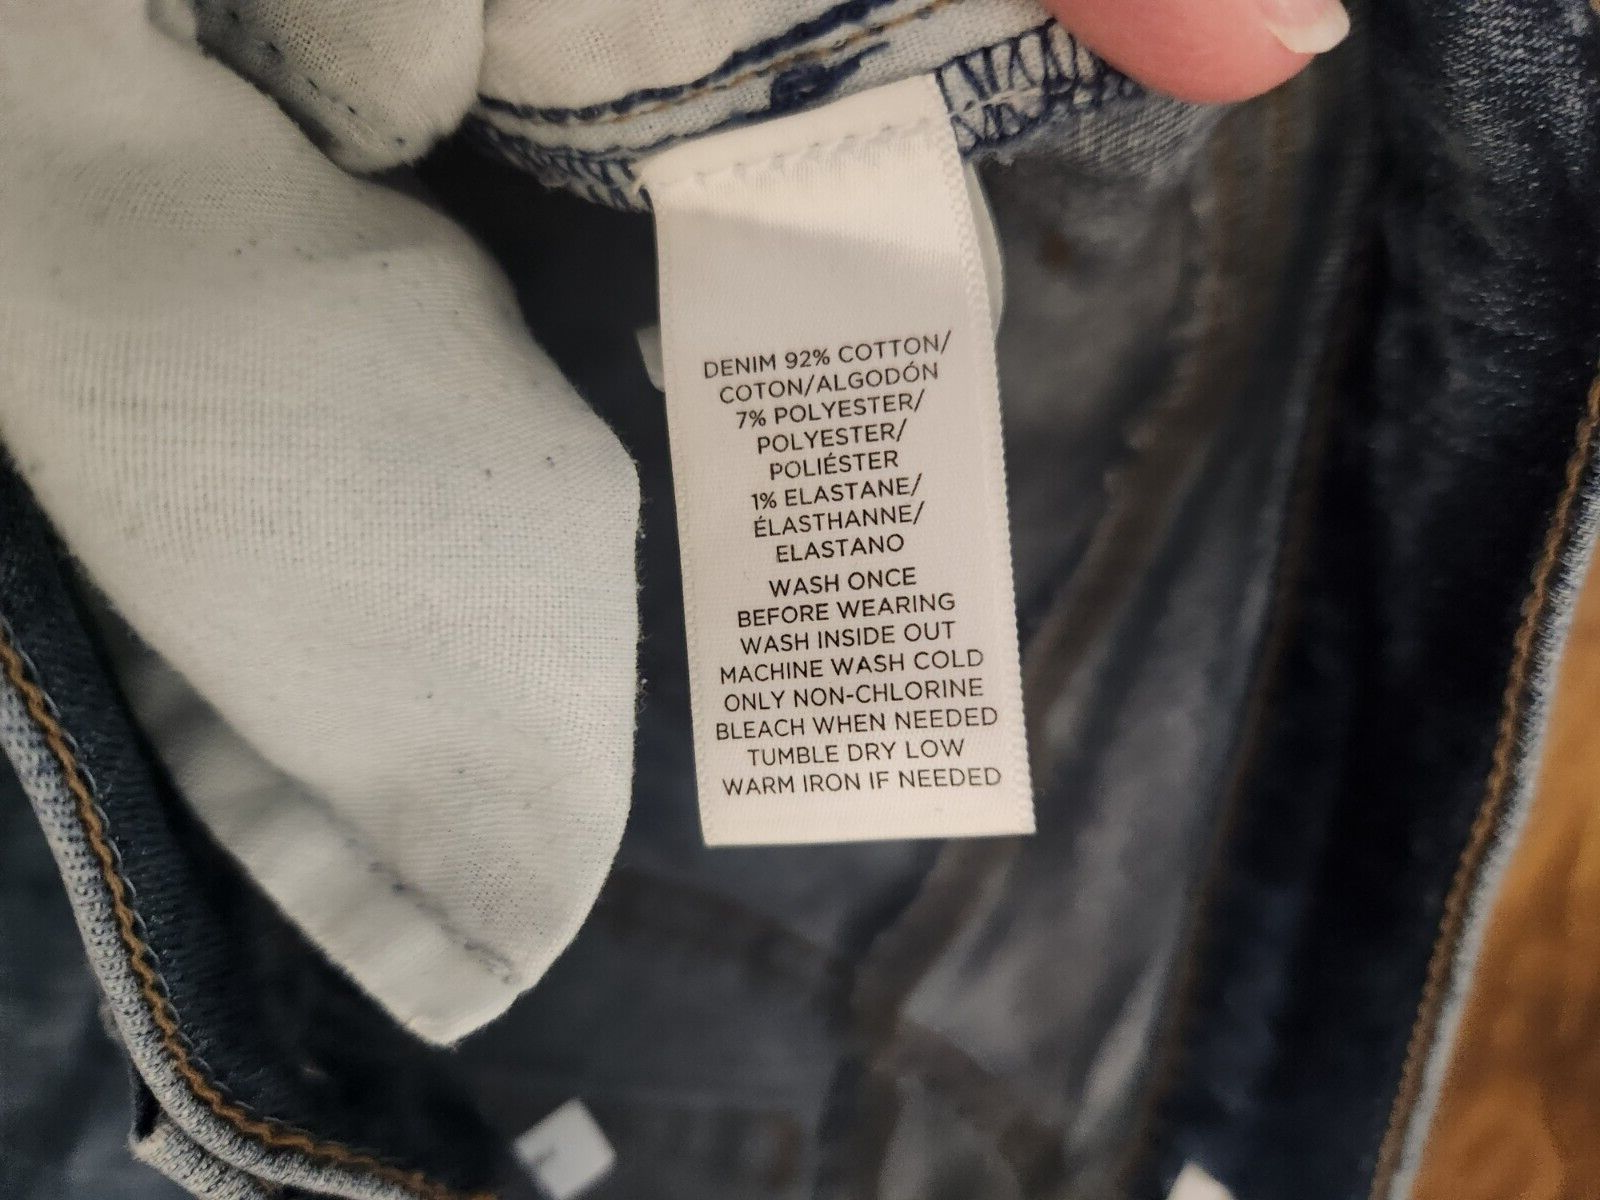 DENIM 92% COTTON/
COTON/ALGODÓN
7% POLYESTER/
POLYESTER/
POLIÉSTER
1% ELASTANE/
ÉLASTHANNE/
ELASTANO
WASH ONCE
BEFORE WEARING
WASH INSIDE OUT
MACHINE WASH COLD
ONLY NON-CHLORINE
BLEACH WHEN NEEDED
TUMBLE DRY LOW
WARM IRON IF NEEDED